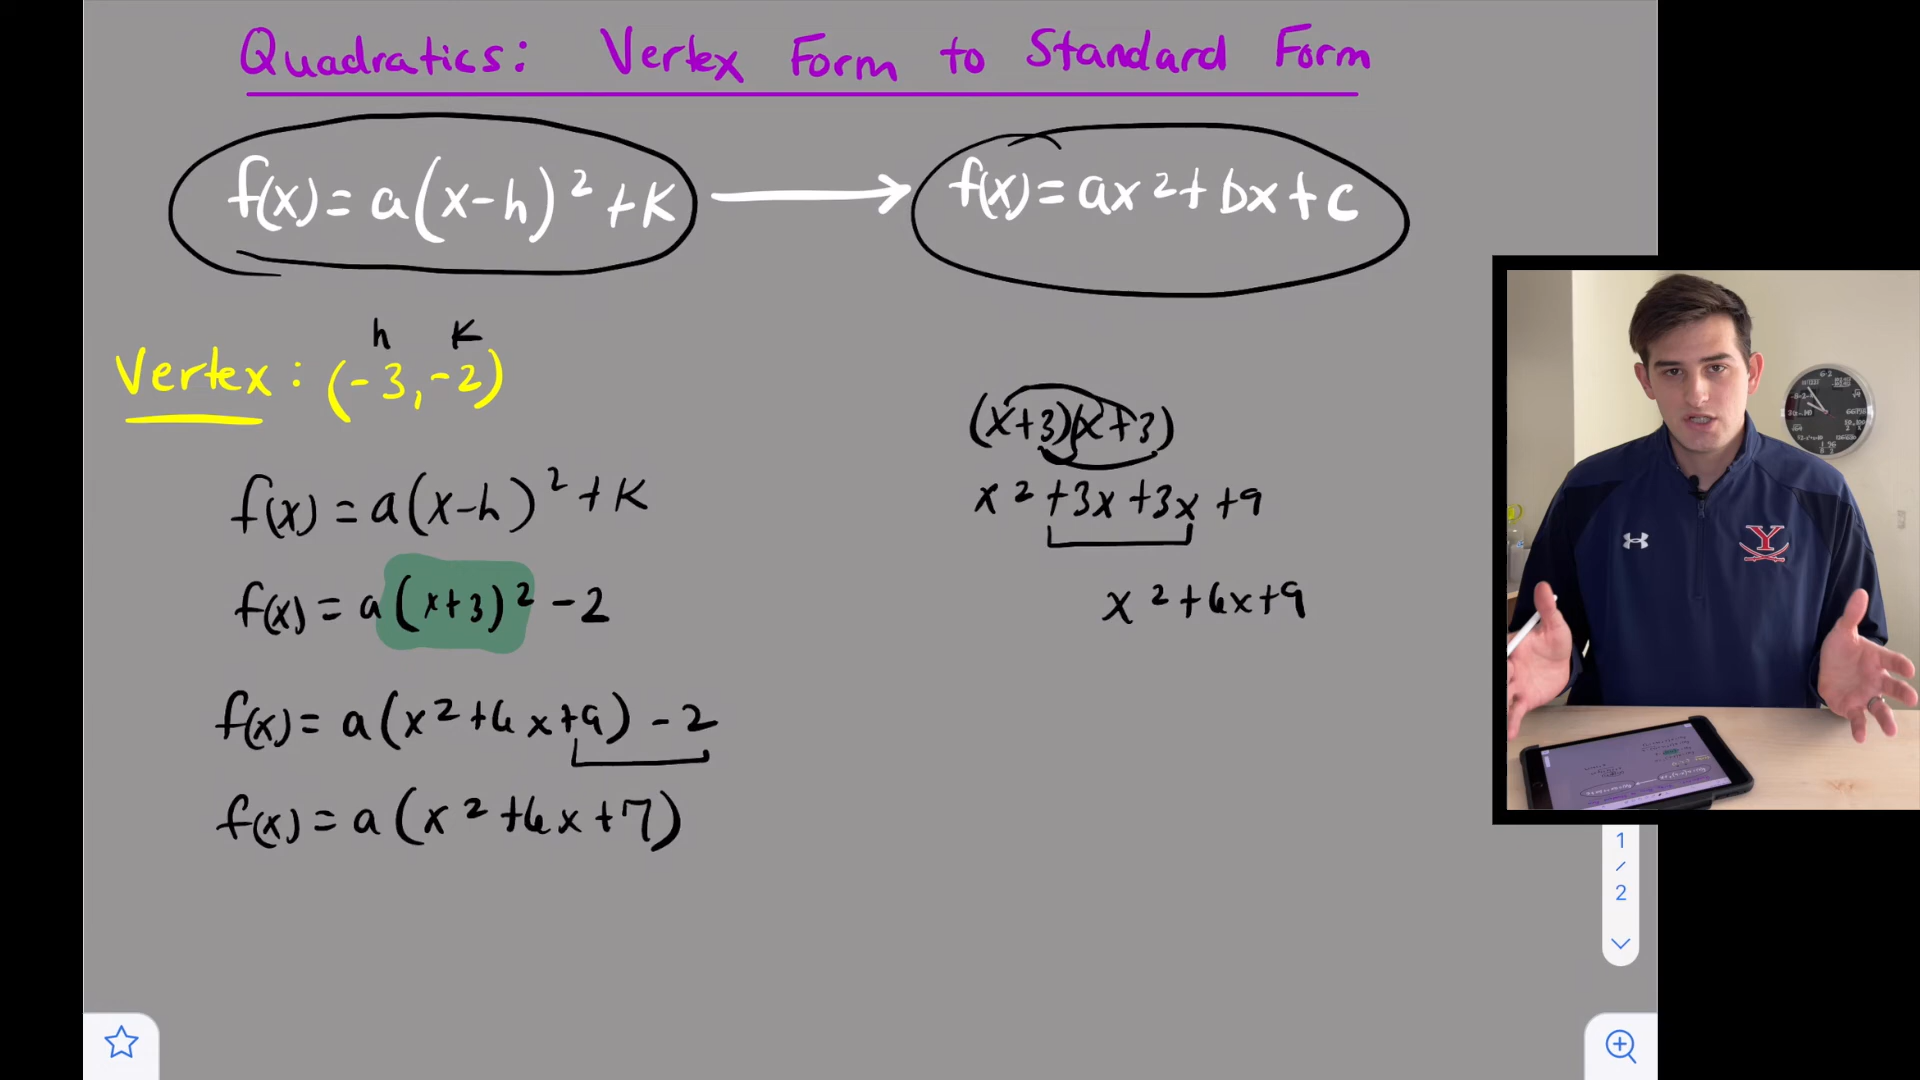 Quadratics: Vertex Form to Standard Form
f(x) = a(x-h)² + K
f(x) = ax² + bx + c
h K
Vertex: (-3, -2)
f(x) = a(x-h)² + K
f(x) = a(x+3)² - 2
f(x) = a(x² + 6x + 9) - 2
f(x) = a(x² + 6x + 7)
(x+3)(x+3)
x² + 3x + 3x + 9
x² + 6x + 9
Y
1
/
2